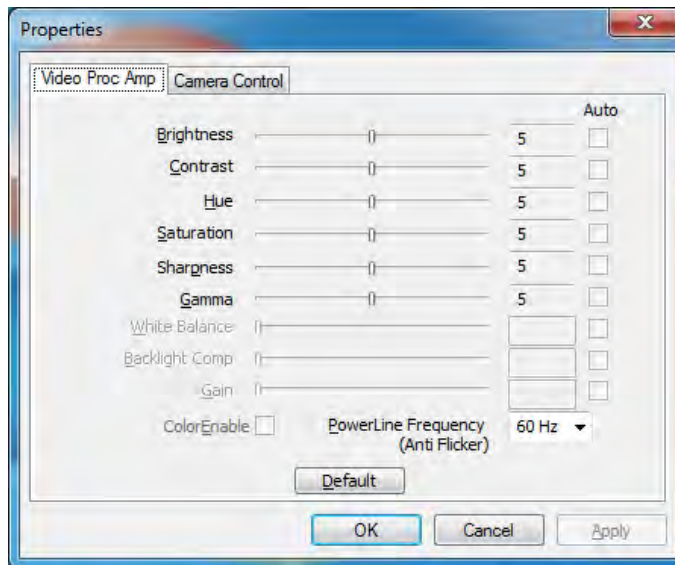 Properties
X
Video Proc Amp Camera Control
Auto
Brightness 5
Contrast 5
Hue 5
Saturation 5
Sharpness 5
Gamma 5
White Balance
Backlight Comp
Gain
ColorEnable PowerLine Frequency 60 Hz
(Anti Flicker)
Default
OK Cancel Apply